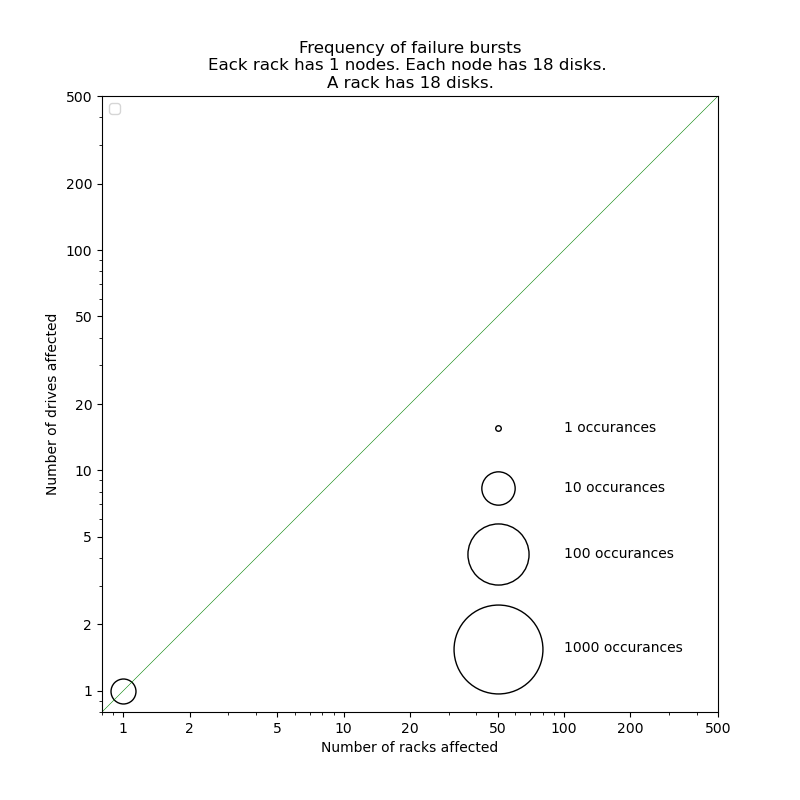 Frequency of failure bursts
Eack rack has 1 nodes. Each node has 18 disks.
A rack has 18 disks.
500
200
100
50
20
10
5
2
1
Number of drives affected
1 occurances
10 occurances
100 occurances
1000 occurances
1 2 5 10 20 50 100 200 500
Number of racks affected